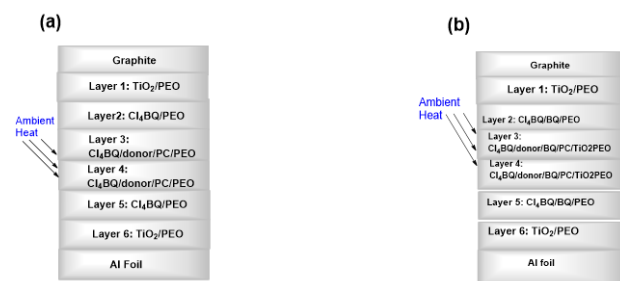 (a)
Graphite
Layer 1: TiO₂/PEO
Layer2: Cl₄BQ/PEO
Ambient
Heat
Layer 3:
Cl₄BQ/donor/PC/PEO
Layer 4:
Cl₄BQ/donor/PC/PEO
Layer 5: Cl₄BQ/PEO
Layer 6: TiO₂/PEO
Al Foil
(b)
Graphite
Layer 1: TiO₂/PEO
Ambient
Heat
Layer 2: Cl₄BQ/BQ/PEO
Layer 3:
Cl₄BQ/donor/BQ/PC/TiO2PEO
Layer 4:
Cl₄BQ/donor/BQ/PC/TiO2PEO
Layer 5: Cl₄BQ/BQ/PEO
Layer 6: TiO₂/PEO
Al foil